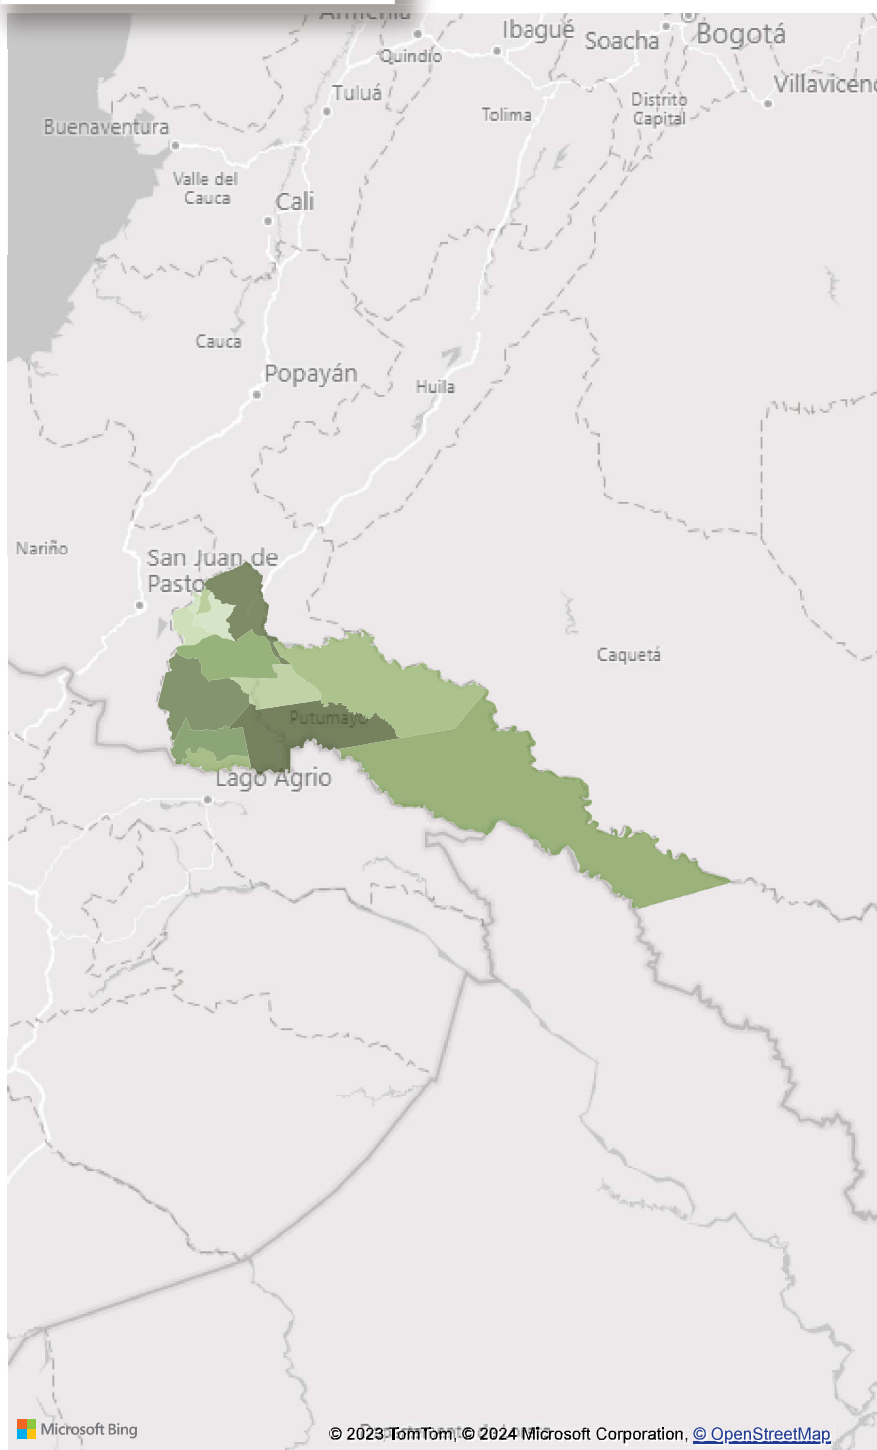 Armenia
Ibagué
Soacha
Bogotá
Quindío
Tuluá
Villavicenc
Tolima
Distrito
Capital
Buenaventura
Valle del
Cauca
Cali
Cauca
Popayán
Huila
Nariño
San Juan de
Pasto
Caquetá
Putumayo
Lago Agrio
Microsoft Bing
© 2023 TomTom, © 2024 Microsoft Corporation, © OpenStreetMap